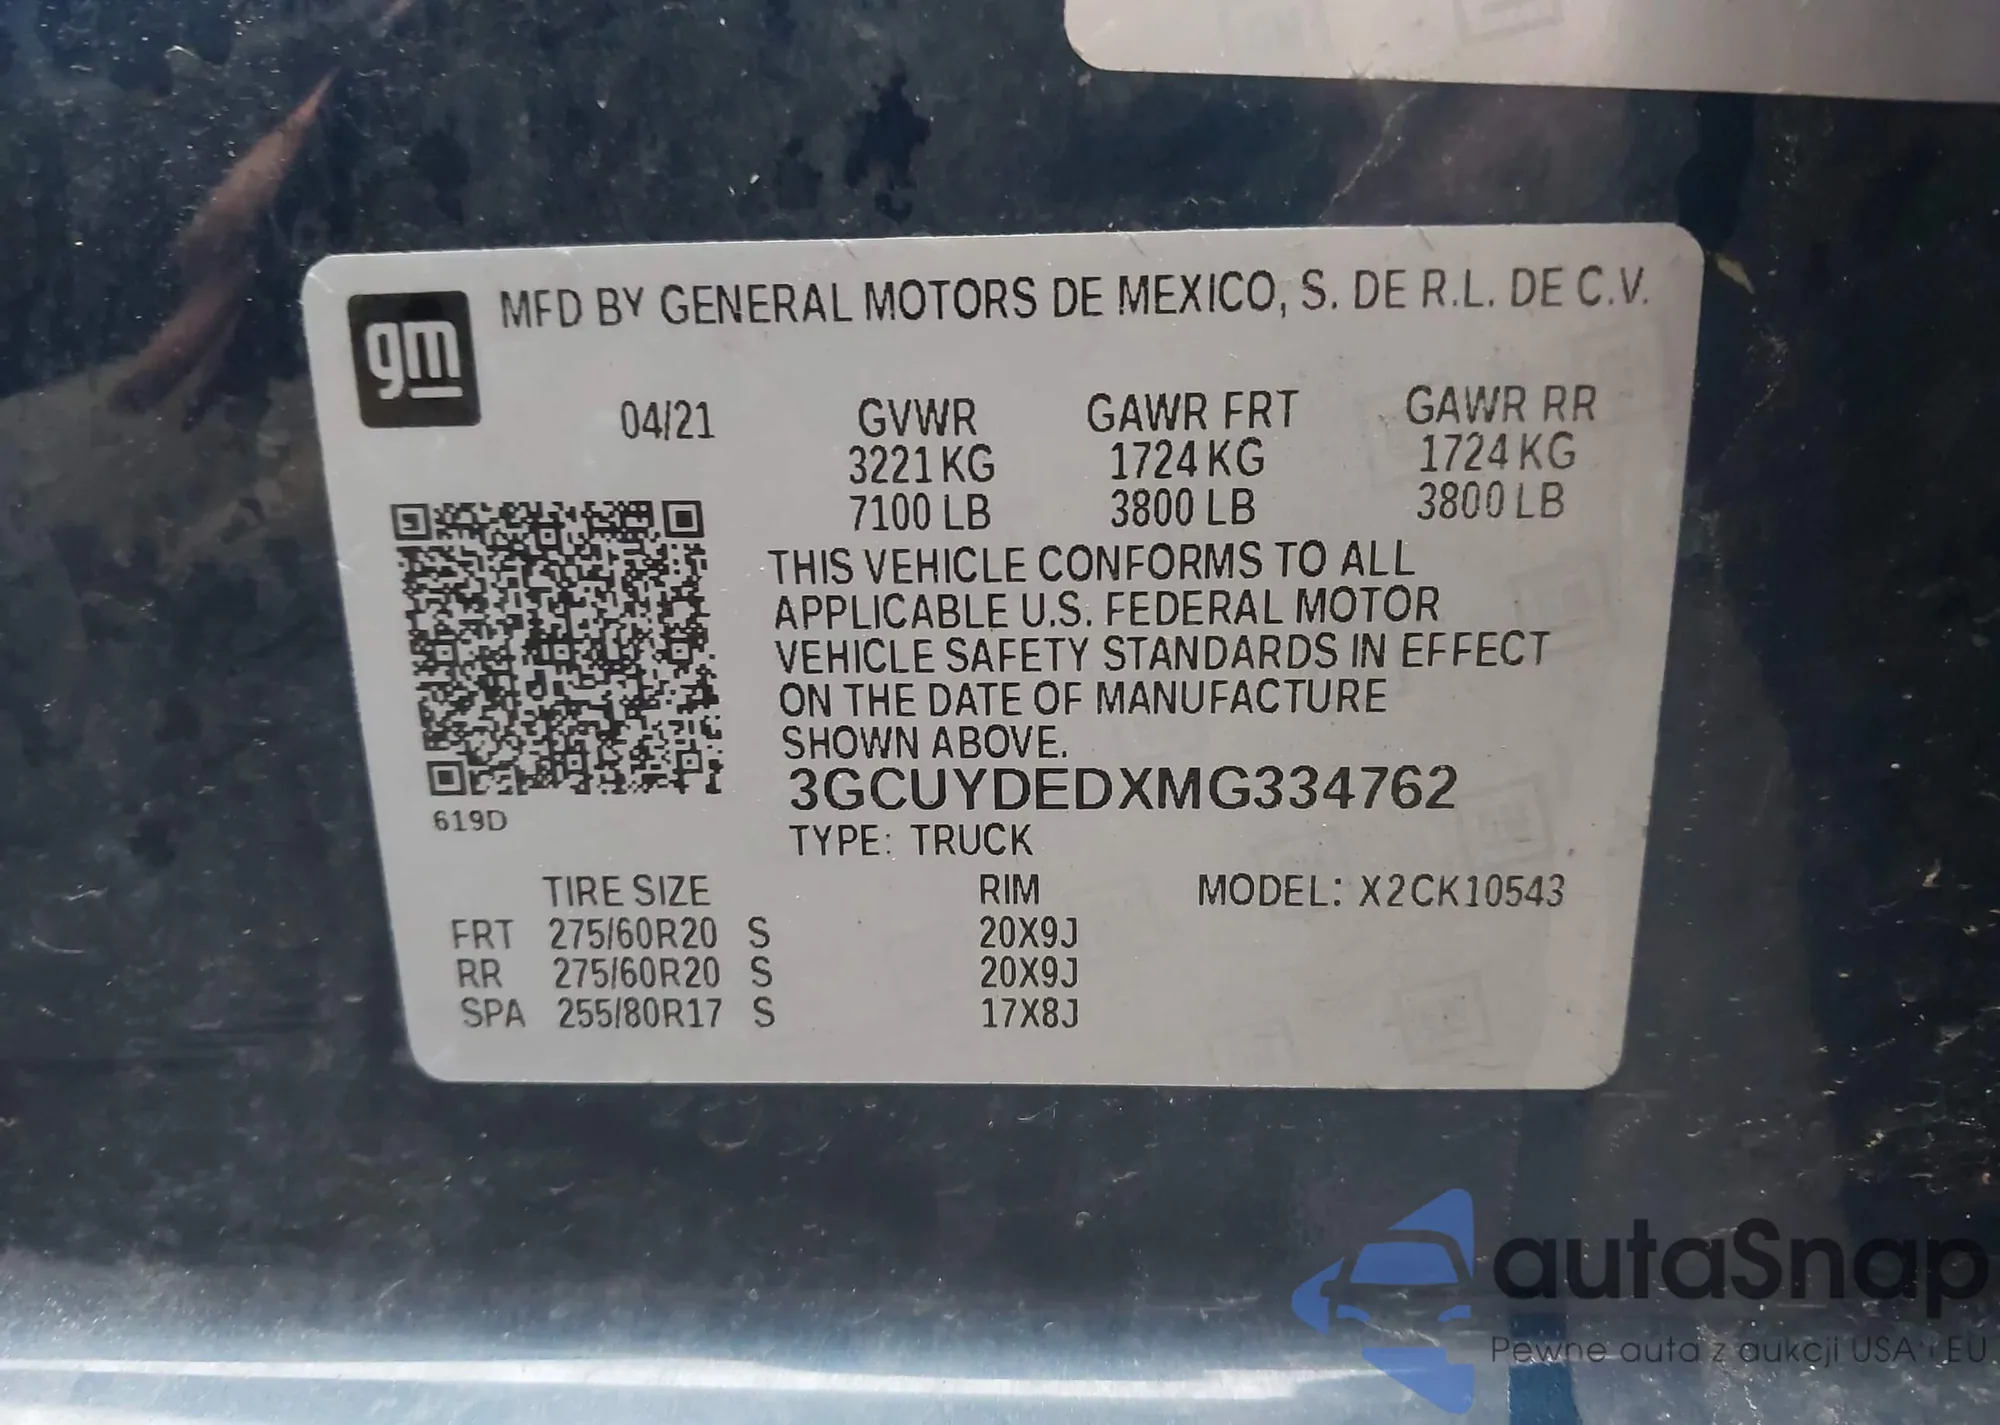 gm
MFD BY GENERAL MOTORS DE MEXICO, S. DE R.L. DE C.V.
04/21 GVWR GAWR FRT GAWR RR
3221 KG 1724 KG 1724 KG
7100 LB 3800 LB 3800 LB
THIS VEHICLE CONFORMS TO ALL
APPLICABLE U.S. FEDERAL MOTOR
VEHICLE SAFETY STANDARDS IN EFFECT
ON THE DATE OF MANUFACTURE
SHOWN ABOVE.
3GCUYDEDXMG334762
619D
TYPE: TRUCK
TIRE SIZE RIM MODEL: X2CK10543
FRT 275/60R20 S 20X9J
RR 275/60R20 S 20X9J
SPA 255/80R17 S 17X8J
autaSnap
Pewne auta z aukcji USA i EU